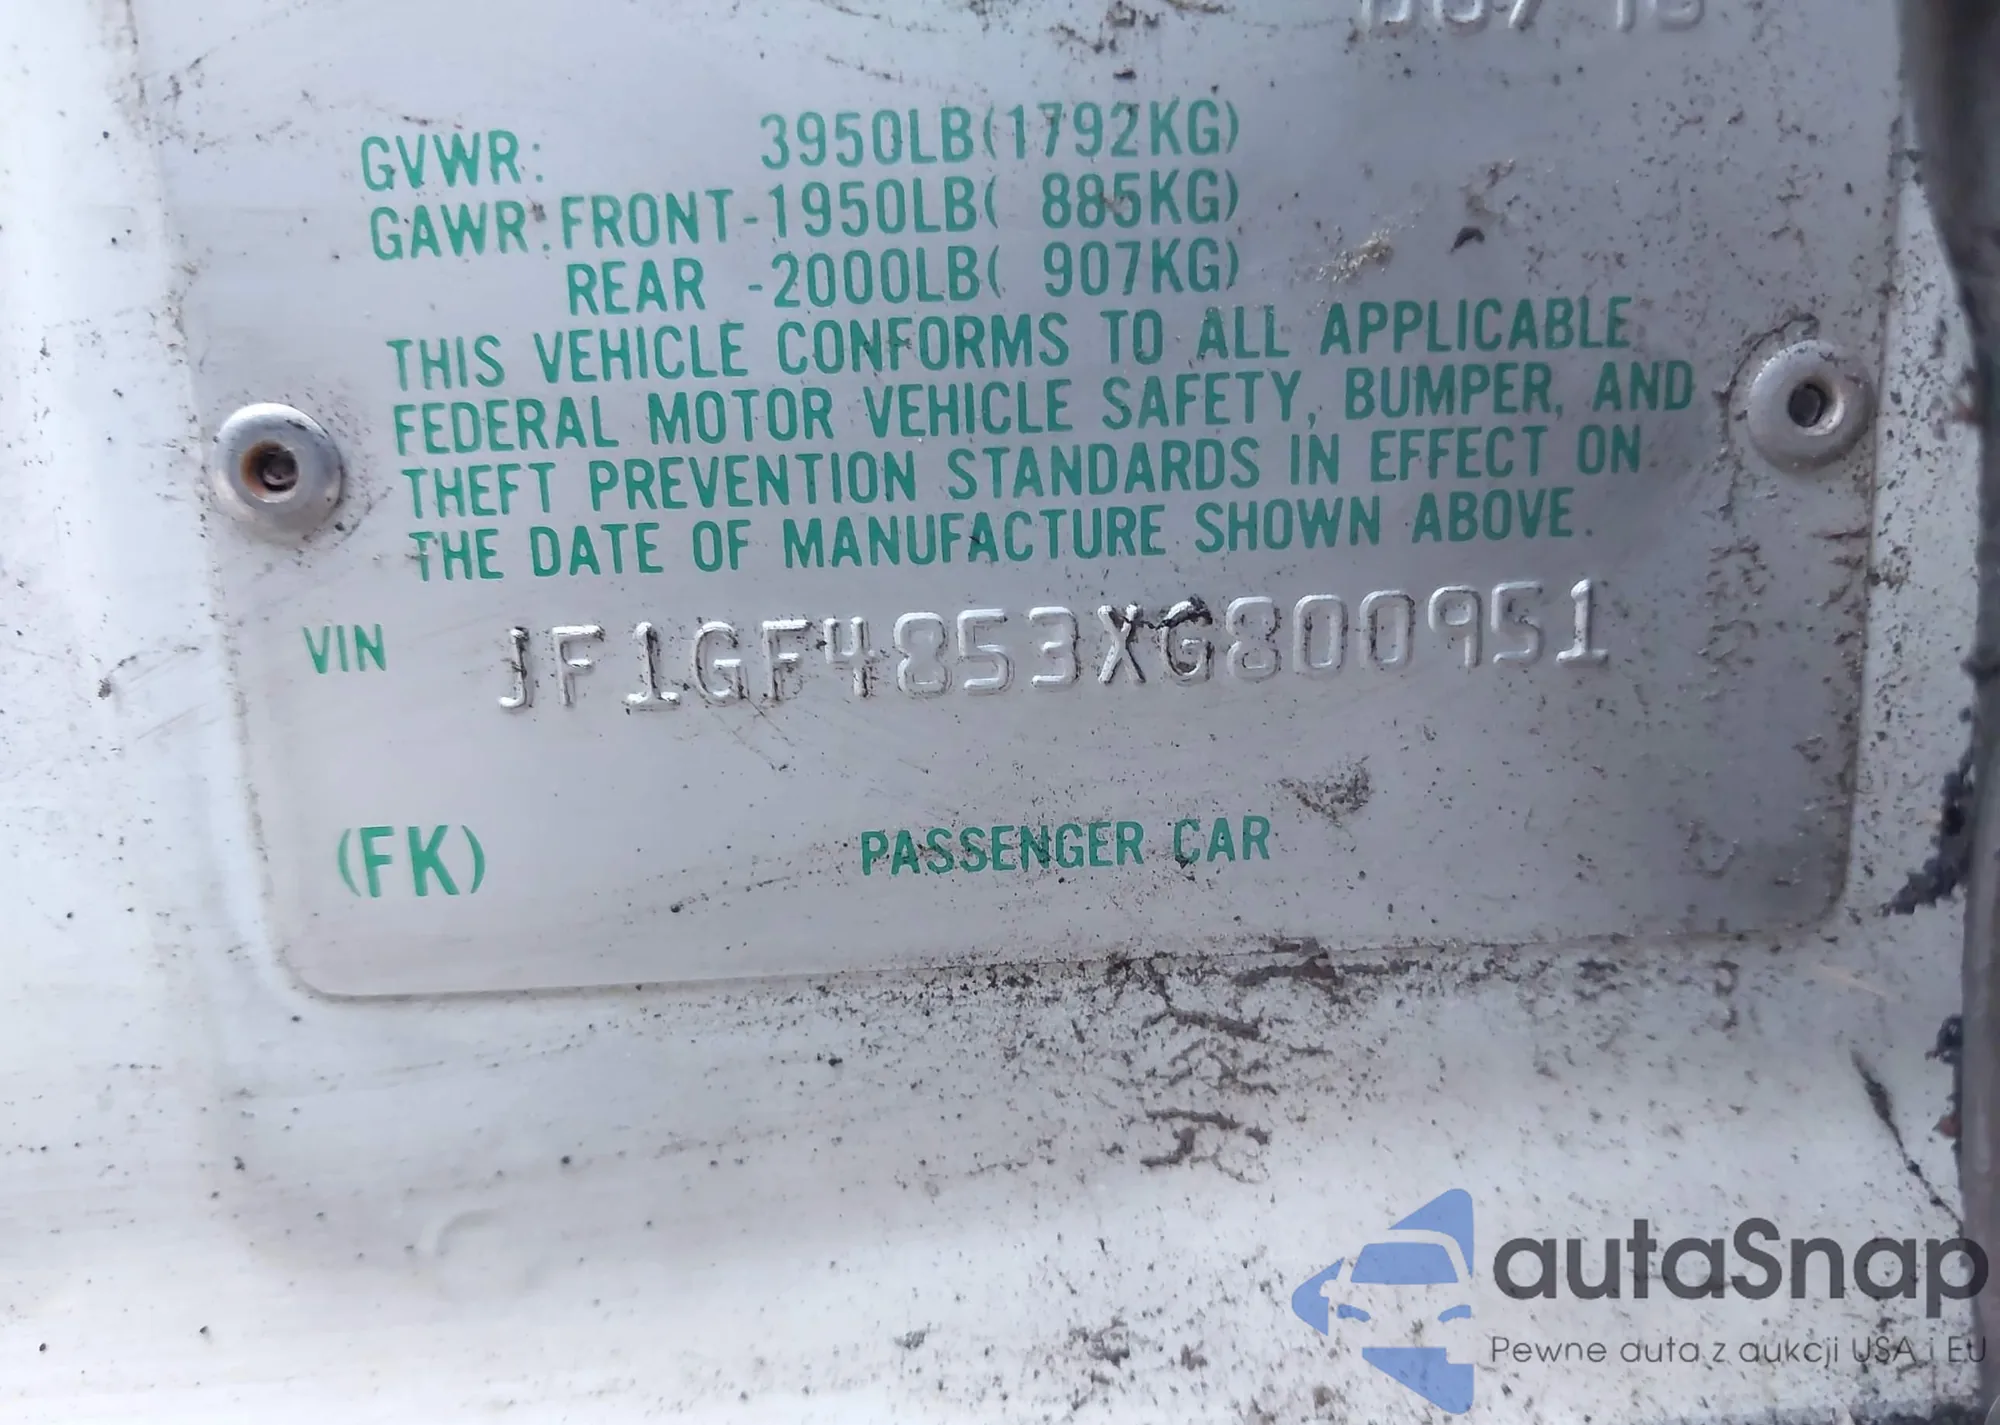 GVWR: 3950LB(1792KG)
GAWR:FRONT-1950LB( 885KG)
REAR -2000LB( 907KG)
THIS VEHICLE CONFORMS TO ALL APPLICABLE
FEDERAL MOTOR VEHICLE SAFETY, BUMPER, AND
THEFT PREVENTION STANDARDS IN EFFECT ON
THE DATE OF MANUFACTURE SHOWN ABOVE.
VIN JF1GF4853XG800951
(FK) PASSENGER CAR
autaSnap
Pewne auta z aukcji USA i EU